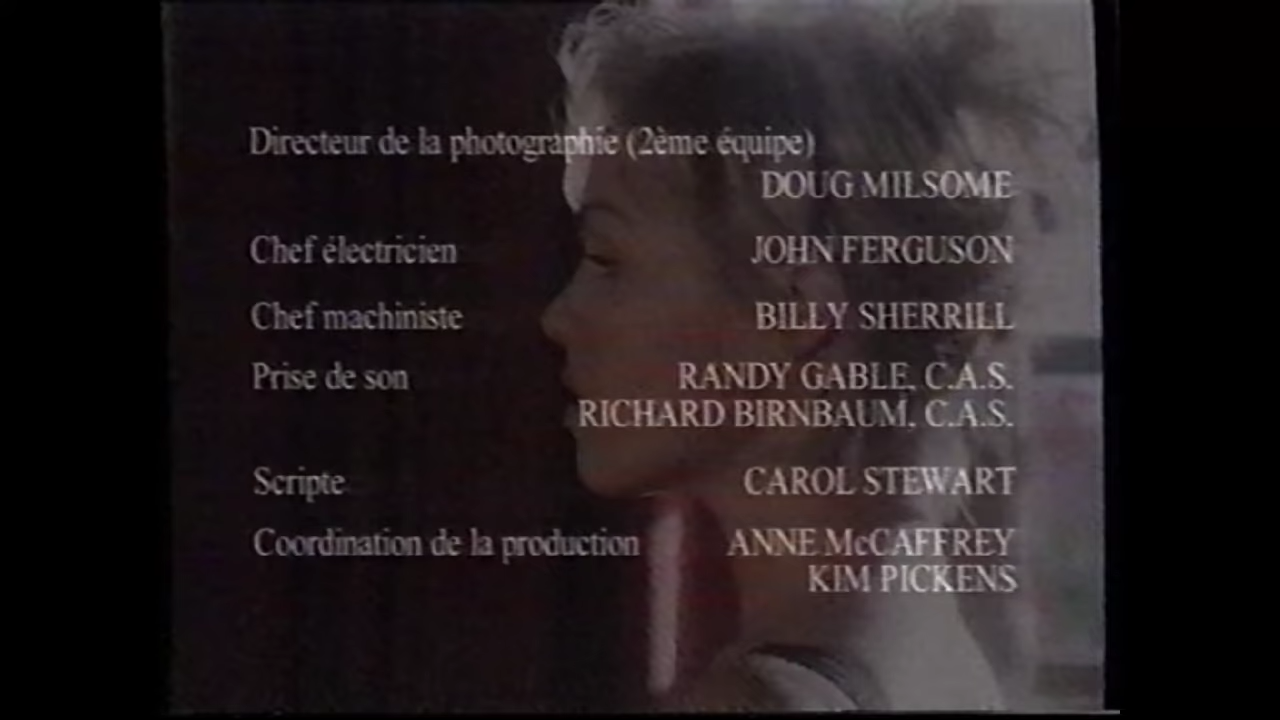 Directeur de la photographie (2ème équipe)
DOUG MILSOME
Chef électricien JOHN FERGUSON
Chef machiniste BILLY SHERRILL
Prise de son RANDY GABLE, C.A.S.
RICHARD BIRNBAUM, C.A.S.
Scripte CAROL STEWART
Coordination de la production ANNE McCAFFREY
KIM PICKENS